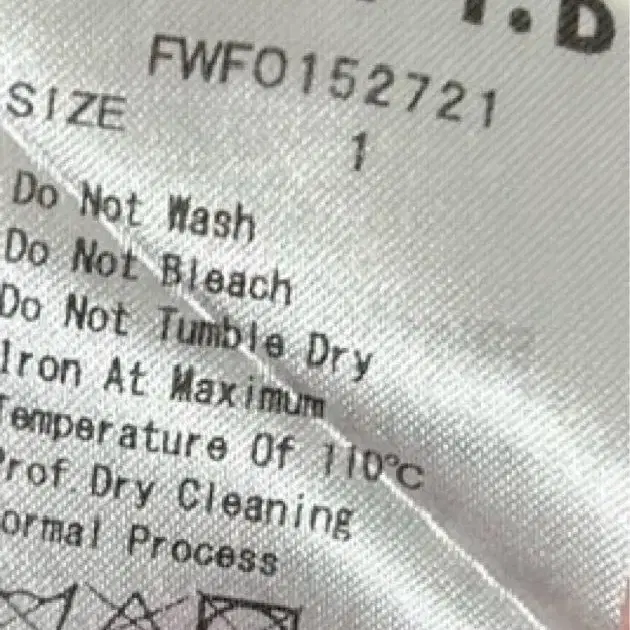 FWF0152721
SIZE 1
Do Not Wash
Do Not Bleach
Do Not Tumble Dry
Iron At Maximum
Temperature Of 110°C
Prof.Dry Cleaning
ormal Process